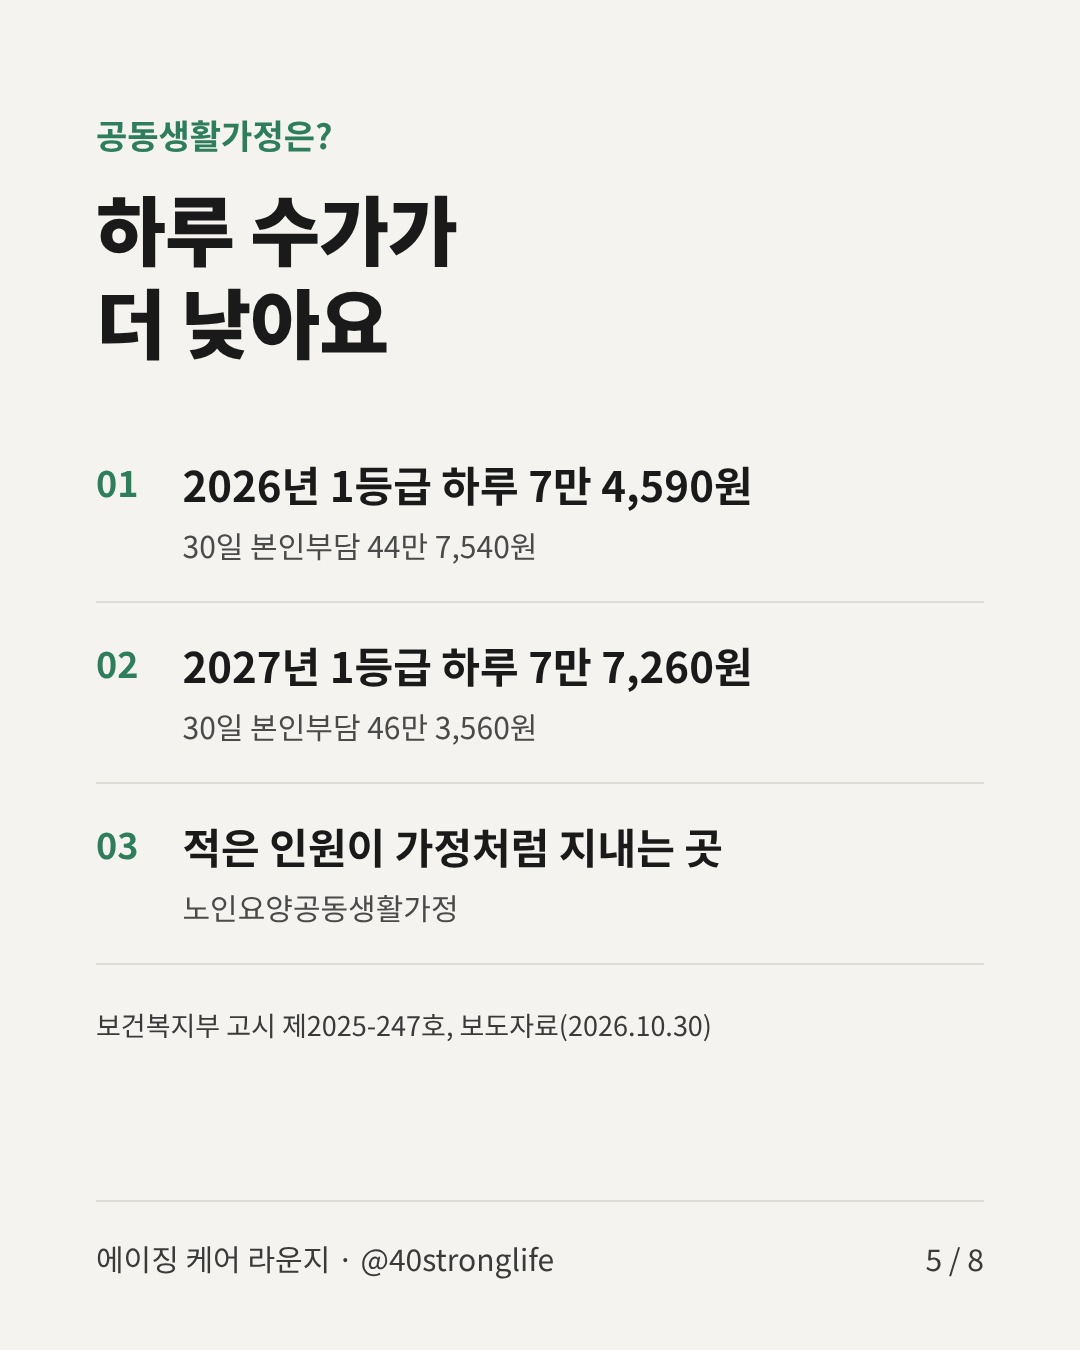 공동생활가정은?
하루 수가가
더 낮아요
01 2026년 1등급 하루 7만 4,590원
30일 본인부담 44만 7,540원
02 2027년 1등급 하루 7만 7,260원
30일 본인부담 46만 3,560원
03 적은 인원이 가정처럼 지내는 곳
노인요양공동생활가정
보건복지부 고시 제2025-247호, 보도자료(2026.10.30)
에이징 케어 라운지 · @40stronglife 5 / 8